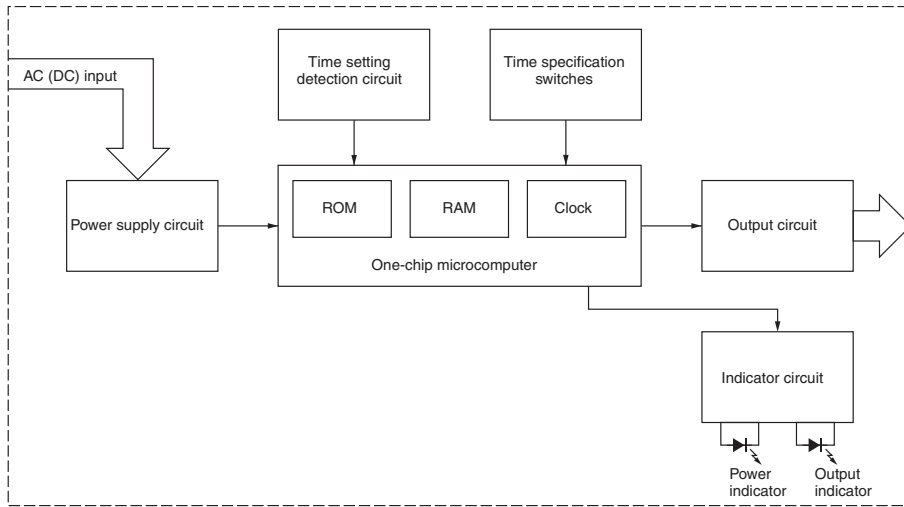 AC (DC) input
Time setting
detection circuit
Time specification
switches
Power supply circuit
ROM
RAM
Clock
One-chip microcomputer
Output circuit
Indicator circuit
Power
indicator
Output
indicator